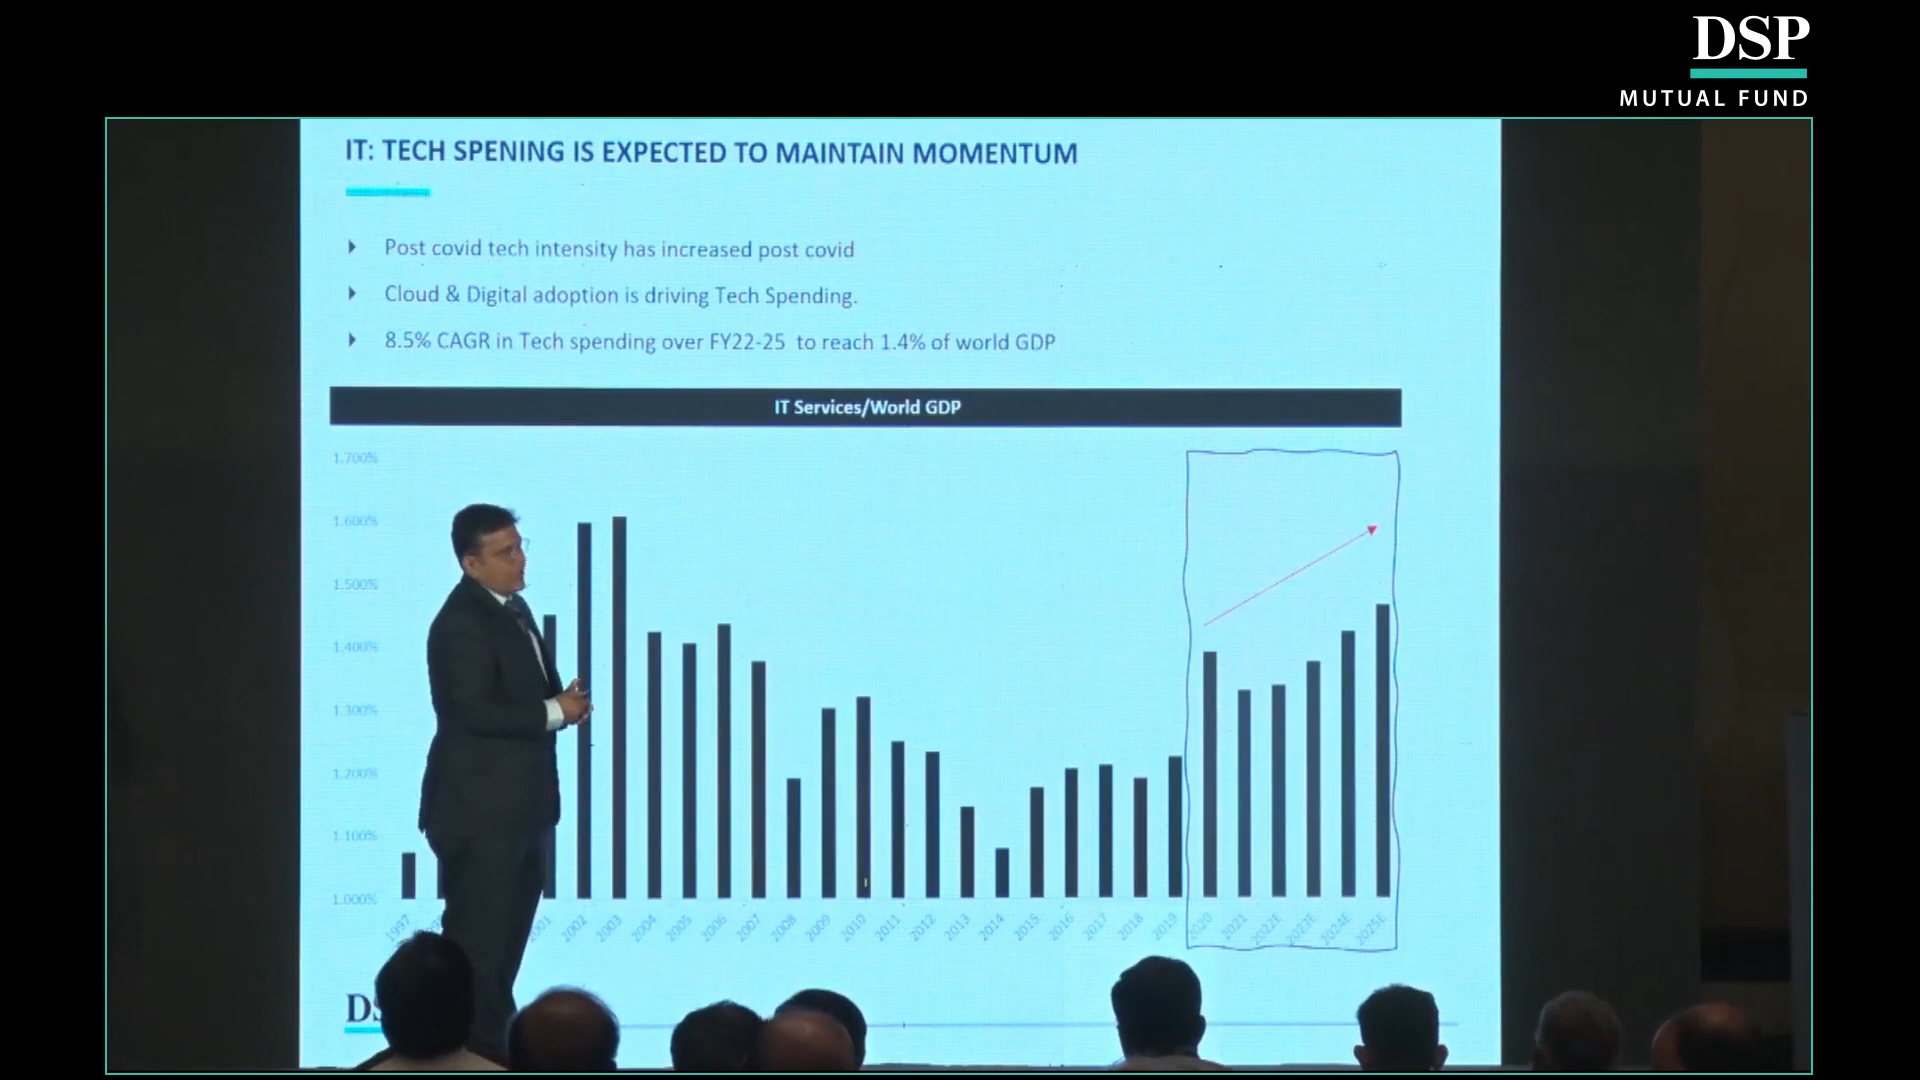 DSP
MUTUAL FUND
IT: TECH SPENING IS EXPECTED TO MAINTAIN MOMENTUM
Post covid tech intensity has increased post covid
Cloud & Digital adoption is driving Tech Spending.
8.5% CAGR in Tech spending over FY22-25 to reach 1.4% of world GDP
IT Services/World GDP
1.700%
1.600%
1.500%
1.400%
1.300%
1.200%
1.100%
1.000%
1997 2001 2002 2003 2004 2005 2006 2007 2008 2009 2010 2011 2012 2013 2014 2015 2016 2017 2018 2019 2020 2021 2022E 2023E 2024E 2025E